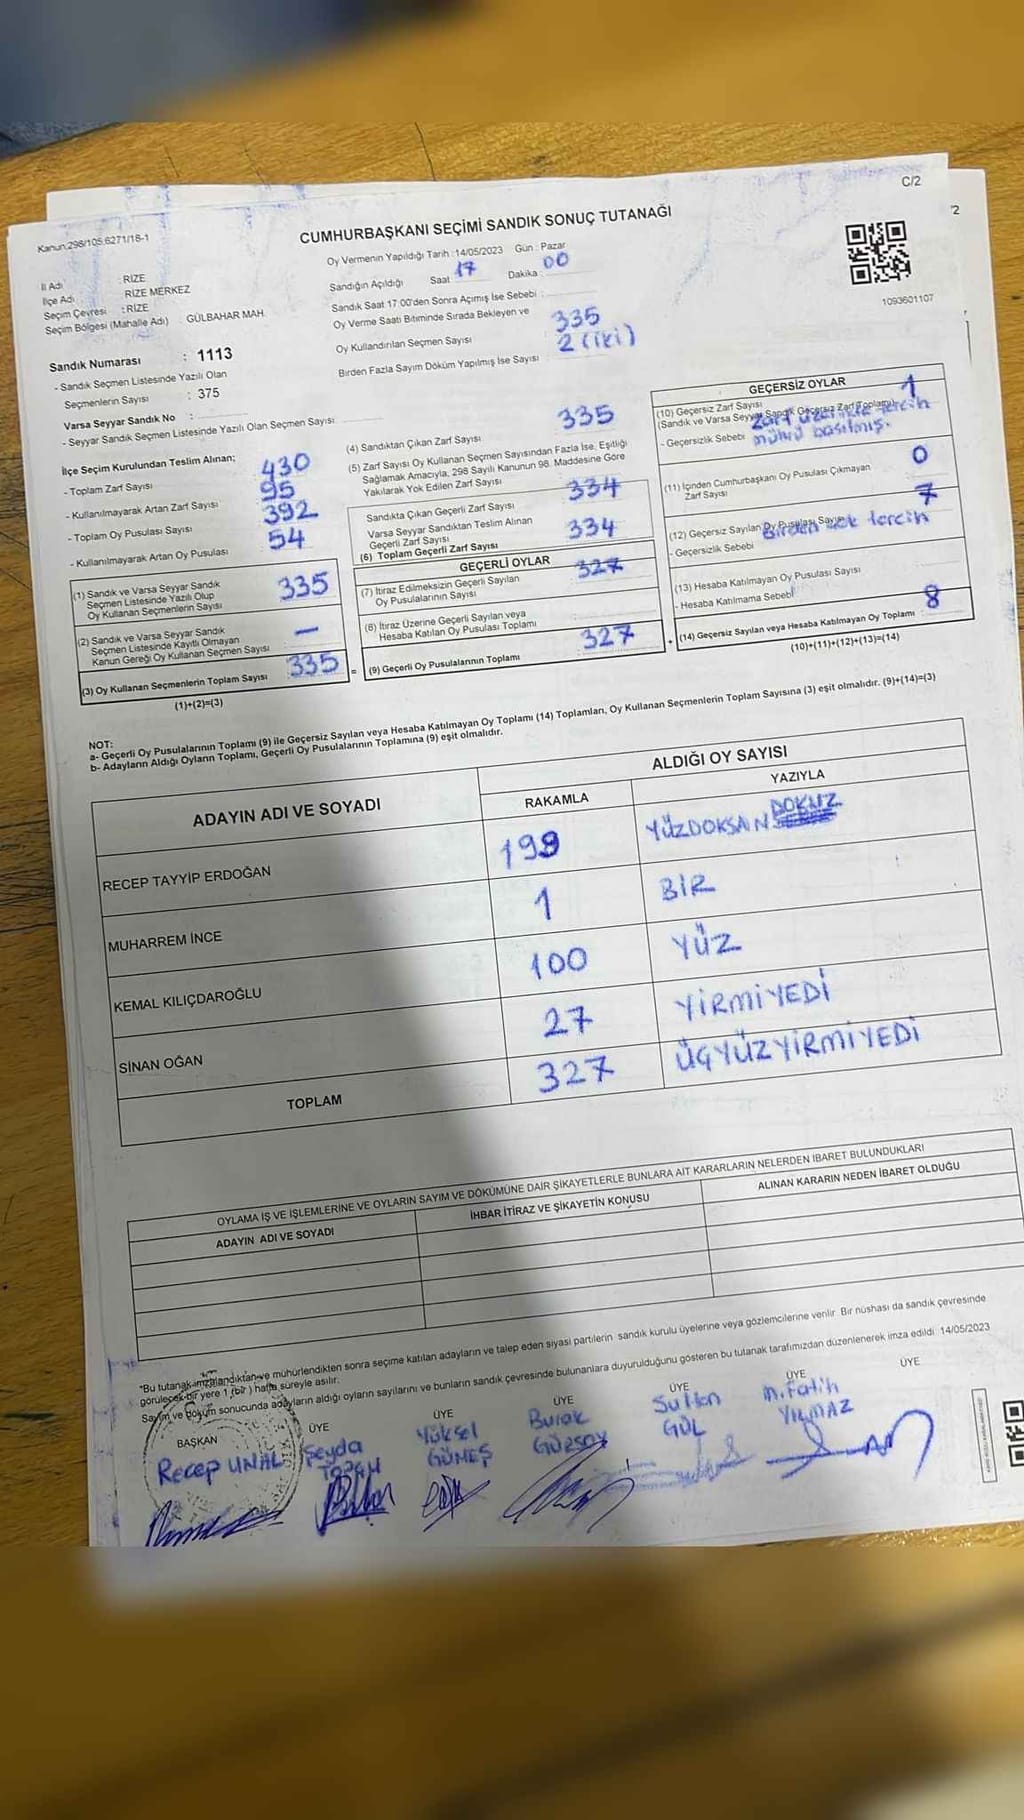 C/2
Kanun:298/105 6271/18-1
CUMHURBAŞKANI SEÇİMİ SANDIK SONUÇ TUTANAĞI
Oy Vermenin Yapıldığı Tarih :14/05/2023 Gün : Pazar
İl Adı : RİZE
İlçe Adı RİZE MERKEZ
Seçim Çevresi : RİZE
Seçim Bölgesi (Mahalle Adı) GÜLBAHAR MAH.
Sandığın Açıldığı Saat 17 Dakika : 00
Sandık Saat 17:00'den Sonra Açımış İse Sebebi :
Oy Verme Saati Bitiminde Sırada Bekleyen ve
Oy Kullandırılan Seçmen Sayısı 335
Birden Fazla Sayım Döküm Yapılmış İse Sayısı : 2 (iki)
1093601107
Sandık Numarası : 1113
- Sandık Seçmen Listesinde Yazılı Olan
Seçmenlerin Sayısı : 375
Varsa Seyyar Sandık No :
- Seyyar Sandık Seçmen Listesinde Yazılı Olan Seçmen Sayısı:
İlçe Seçim Kurulundan Teslim Alınan;
- Toplam Zarf Sayısı 430
- Kullanılmayarak Artan Zarf Sayısı 95
- Toplam Oy Pusulası Sayısı 392
- Kullanılmayarak Artan Oy Pusulası 54
(1) Sandık ve Varsa Seyyar Sandık
Seçmen Listesinde Yazılı Olup
Oy Kullanan Seçmenlerin Sayısı 335
(2) Sandık ve Varsa Seyyar Sandık
Seçmen Listesinde Kayıtlı Olmayan
Kanun Gereği Oy Kullanan Seçmen Sayısı —
(3) Oy Kullanan Seçmenlerin Toplam Sayısı 335
(1)+(2)=(3)
(4) Sandıktan Çıkan Zarf Sayısı 335
(5) Zarf Sayısı Oy Kullanan Seçmen Sayısından Fazla İse, Eşitliği
Sağlamak Amacıyla, 298 Sayılı Kanunun 98. Maddesine Göre
Yakılarak Yok Edilen Zarf Sayısı
Sandıkta Çıkan Geçerli Zarf Sayısı 334
Varsa Seyyar Sandıktan Teslim Alınan
Geçerli Zarf Sayısı
(6) Toplam Geçerli Zarf Sayısı 334
GEÇERLİ OYLAR
(7) İtiraz Edilmeksizin Geçerli Sayılan
Oy Pusulalarının Sayısı 327
(8) İtiraz Üzerine Geçerli Sayılan veya
Hesaba Katılan Oy Pusulası Toplamı
(9) Geçerli Oy Pusulalarının Toplamı 327
GEÇERSİZ OYLAR
(10) Geçersiz Zarf Sayısı 1
(Sandık ve Varsa Seyyar Sandık Geçersiz Zarf Toplamı)
- Geçersizlik Sebebi Zarf üzerinde tercih
mührü basılmış.
(11) İçinden Cumhurbaşkanı Oy Pusulası Çıkmayan
Zarf Sayısı 0
(12) Geçersiz Sayılan Oy Pusulası Sayısı 7
- Geçersizlik Sebebi Birden çok tercih
(13) Hesaba Katılmayan Oy Pusulası Sayısı
- Hesaba Katılmama Sebebi
(14) Geçersiz Sayılan veya Hesaba Katılmayan Oy Toplamı 8
(10)+(11)+(12)+(13)=(14)
NOT:
a- Geçerli Oy Pusulalarının Toplamı (9) ile Geçersiz Sayılan veya Hesaba Katılmayan Oy Toplamı (14) Toplamları, Oy Kullanan Seçmenlerin Toplam Sayısına (3) eşit olmalıdır. (9)+(14)=(3)
b- Adayların Aldığı Oyların Toplamı, Geçerli Oy Pusulalarının Toplamına (9) eşit olmalıdır.
ADAYIN ADI VE SOYADI ALDIĞI OY SAYISI
RAKAMLA YAZIYLA
RECEP TAYYİP ERDOĞAN 199 YÜZDOKSAN DOKUZ
MUHARREM İNCE 1 BİR
KEMAL KILIÇDAROĞLU 100 YÜZ
SİNAN OĞAN 27 YİRMİYEDİ
TOPLAM 327 ÜÇYÜZYİRMİYEDİ
OYLAMA İŞ VE İŞLEMLERİNE VE OYLARIN SAYIM VE DÖKÜMÜNE DAİR ŞİKAYETLERLE BUNLARA AİT KARARLARIN NELERDEN İBARET BULUNDUKLARI
ADAYIN ADI VE SOYADI İHBAR İTİRAZ VE ŞİKAYETİN KONUSU ALINAN KARARIN NEDEN İBARET OLDUĞU
*Bu tutanak imzalandıktan ve mühürlendikten sonra seçime katılan adayların ve talep eden siyasi partilerin sandık kurulu üyelerine veya gözlemcilerine verilir. Bir nüshası da sandık çevresinde
görülecek bir yere 1 (bir) hafta süreyle asılır.
Sayım ve döküm sonucunda adayların aldığı oyların sayılarını ve bunların sandık çevresinde bulunanlara duyurulduğunu gösteren bu tutanak tarafımızdan düzenlenerek imza edildi. 14/05/2023
BAŞKAN ÜYE ÜYE ÜYE ÜYE ÜYE ÜYE
Recep UNAL
Şeyda
Yüksel GÜMEŞ
Burak GÜZSOY
Sultan GÜL
M. Fatih YILMAZ